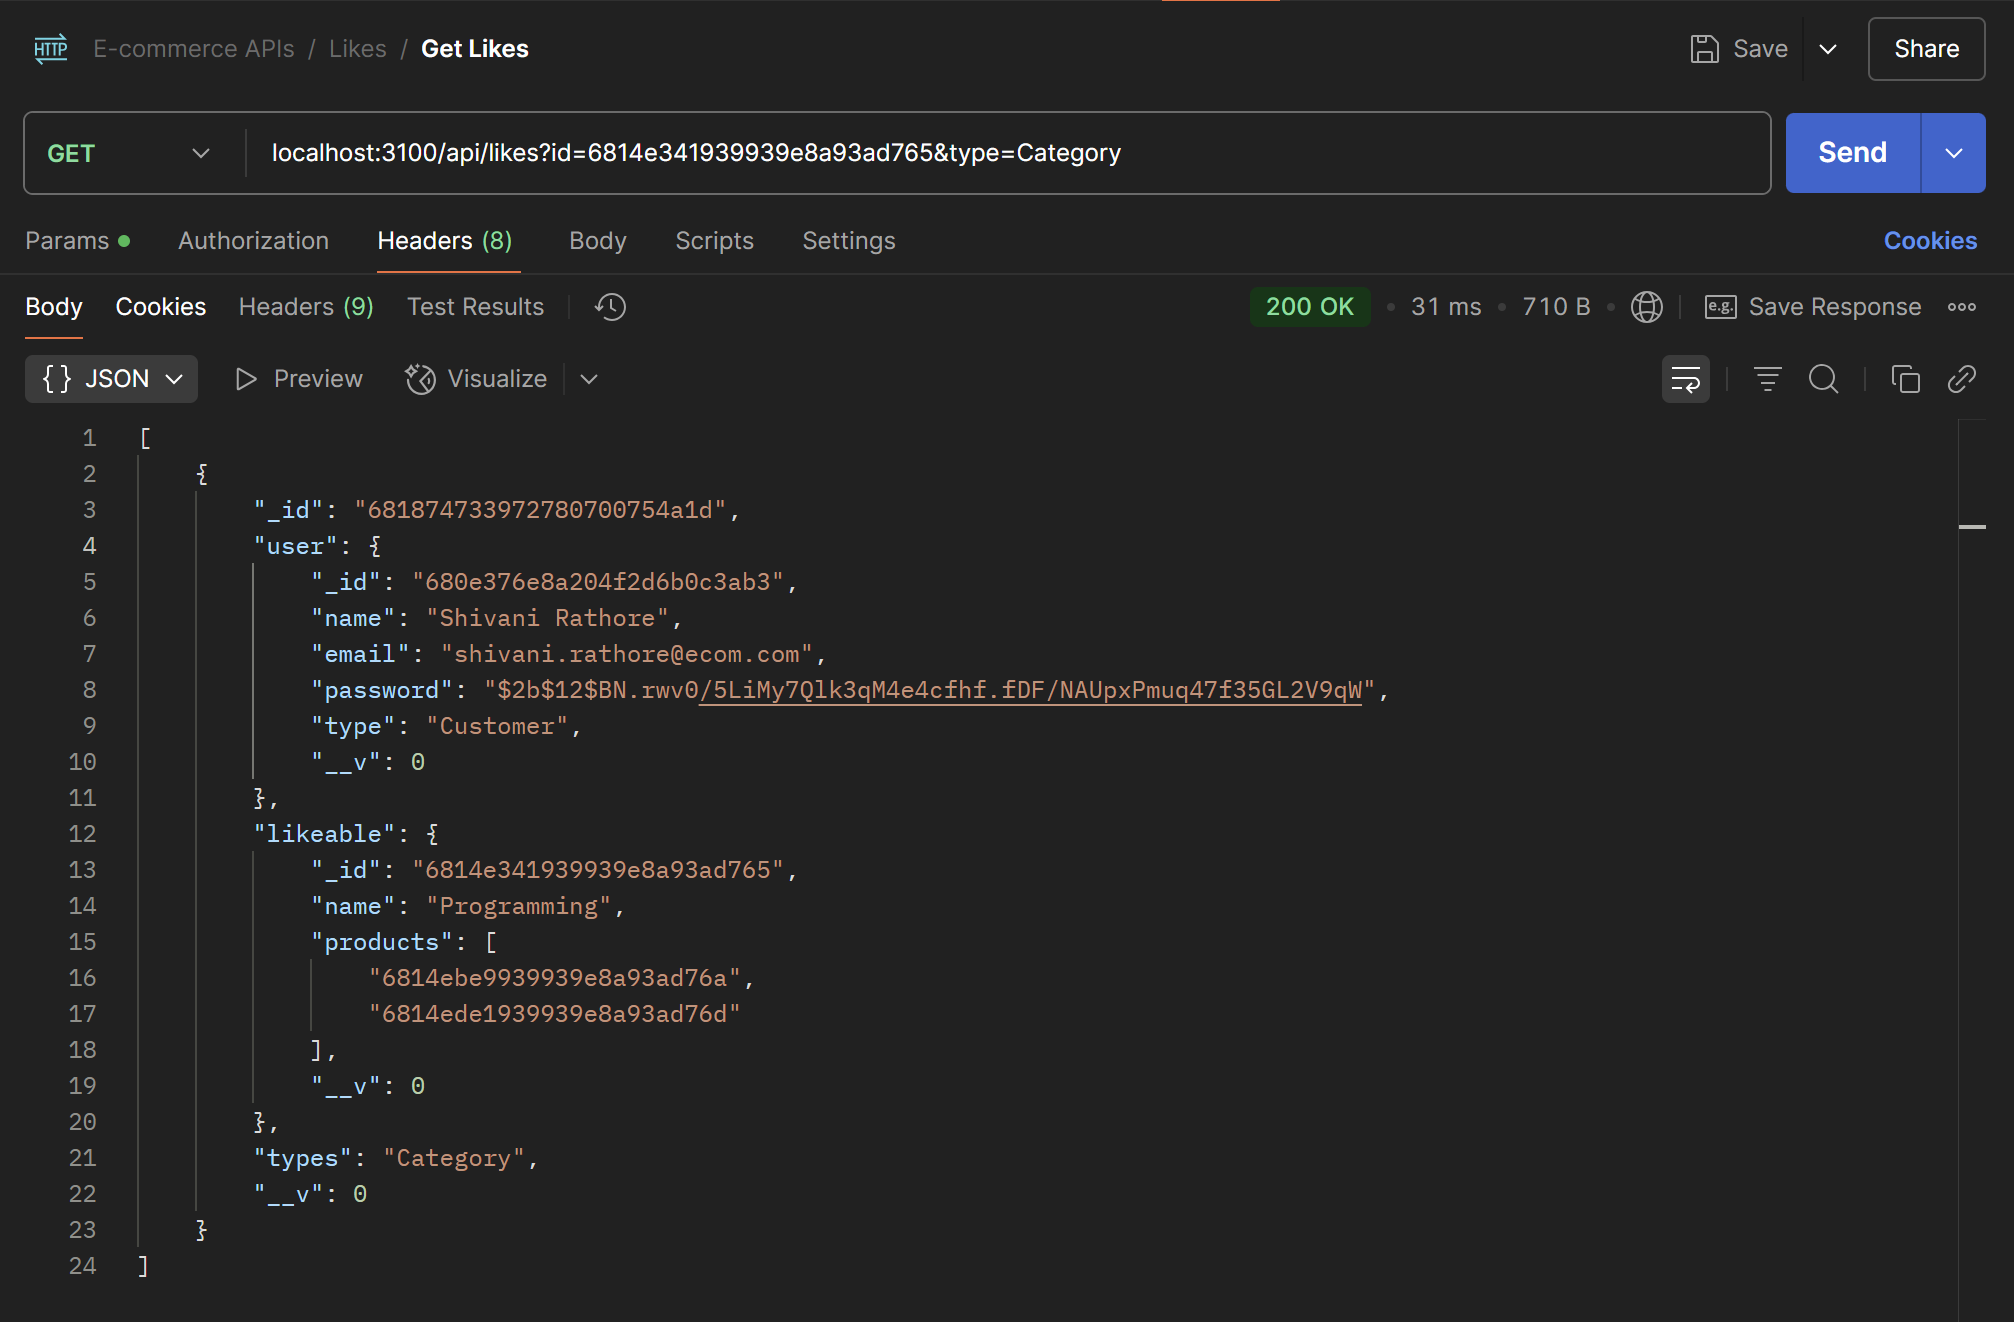 HTTP E-commerce APIs / Likes / Get Likes Save Share
GET localhost:3100/api/likes?id=6814e341939939e8a93ad765&type=Category Send
Params Authorization Headers (8) Body Scripts Settings Cookies
Body Cookies Headers (9) Test Results 200 OK • 31 ms • 710 B • e.g. Save Response
{} JSON Preview Visualize
1 [
2 {
3 "_id": "681874733972780700754a1d",
4 "user": {
5 "_id": "680e376e8a204f2d6b0c3ab3",
6 "name": "Shivani Rathore",
7 "email": "shivani.rathore@ecom.com",
8 "password": "$2b$12$BN.rwv0/5LiMy7Qlk3qM4e4cfhf.fDF/NAUpxPmuq47f35GL2V9qW",
9 "type": "Customer",
10 "__v": 0
11 },
12 "likeable": {
13 "_id": "6814e341939939e8a93ad765",
14 "name": "Programming",
15 "products": [
16 "6814ebe9939939e8a93ad76a",
17 "6814ede1939939e8a93ad76d"
18 ],
19 "__v": 0
20 },
21 "types": "Category",
22 "__v": 0
23 }
24 ]